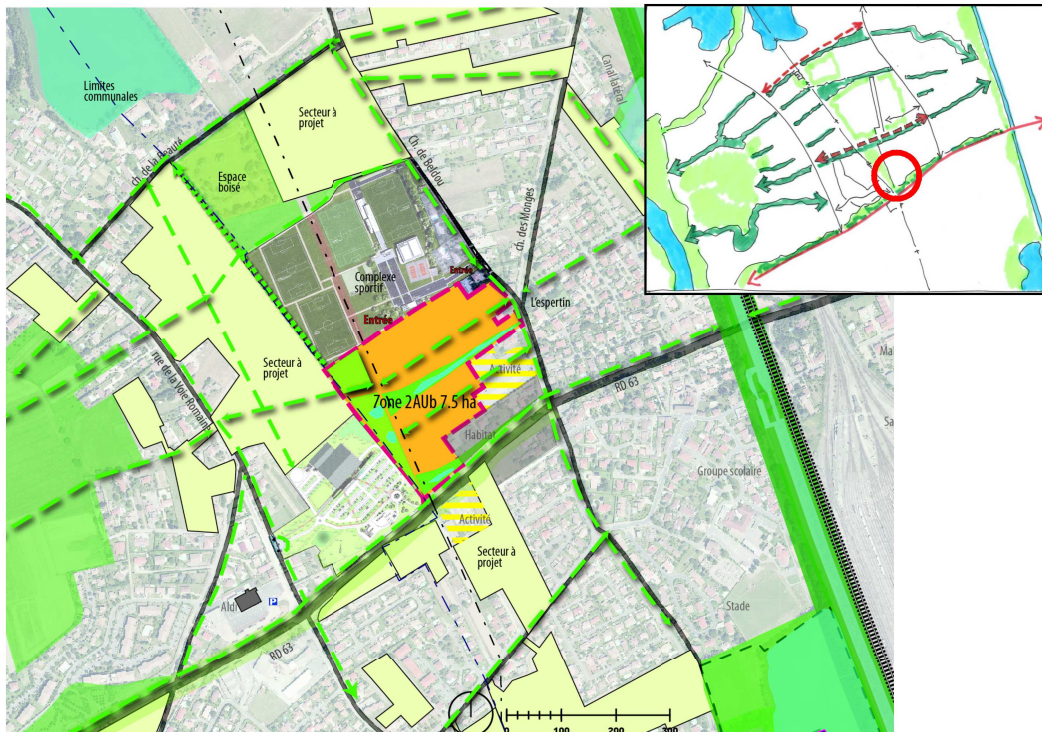 Limites
communales
ch. de la Beauré
Secteur à
projet
Canal latéral
Espace
boisé
Ch. de Beldou
ch. des Monges
Complexe
sportif
Entrée
L'espertin
Entrée
Secteur à
projet
Activité
RD 63
rue de la Voie Romaine
Zone 2AUb 7.5 ha
Habitat
Groupe scolaire
Activité
Secteur à
projet
Aldi
P
Stade
RD 63
0 100 200 300